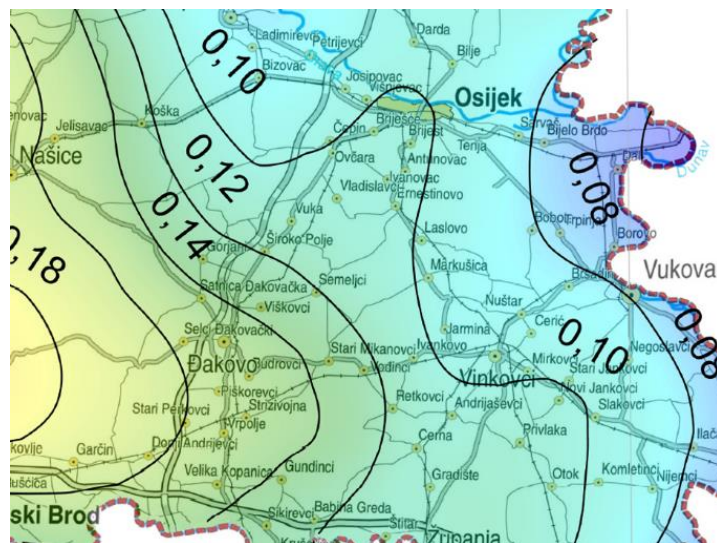 Ladimirevci
Petrijevci
Darda
Bilje
0,10
Bizovac
Josipovac
Višnjevac
Osijek
Koška
Jelisavac
Našice
Čepin
Briješće
Brijest
Sarvaš
Bijelo Brdo
Dalj
Dunav
Ovčara
Antunovac
Terija
0,12
Ivanovac
Vladislavci
Ernestinovo
0,08
Vuka
Bobota
Trpinja
Borovo
0,14
Gorjani
Široko Polje
Laslovo
0,18
Vukova
Satnica Đakovačka
Semeljci
Markušica
Bršadin
Viškovci
Nuštar
Cerić
0,08
Selci Đakovački
Jarmina
0,10
Negoslavci
Đakovo
Stari Mikanovci
Ivankovo
Budrovci
Vođinci
Vinkovci
Mirkovci
Stari Jankovci
Novi Jankovci
Piškorevci
Strizivojna
Retkovci
Andrijaševci
Slakovci
Stari Perkovci
Vrpolje
Privlaka
Garčin
Donji Andrijevci
Cerna
Ilača
Velika Kopanica
Gundinci
Gradište
Otok
Komletinci
Nijemci
ski Brod
Babina Greda
Sikirevci
Štitar
Županja